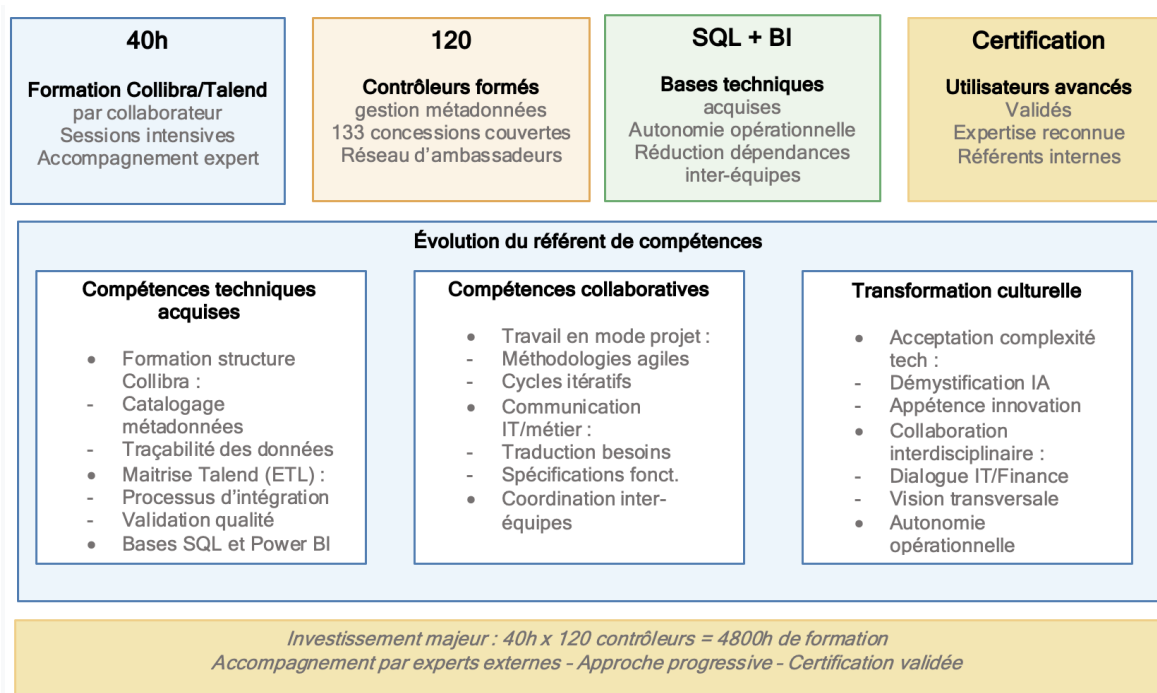 40h
Formation Collibra/Talend
par collaborateur
Sessions intensives
Accompagnement expert
120
Contrôleurs formés
gestion métadonnées
133 concessions couvertes
Réseau d'ambassadeurs
SQL + BI
Bases techniques
acquises
Autonomie opérationnelle
Réduction dépendances
inter-équipes
Certification
Utilisateurs avancés
Validés
Expertise reconnue
Référents internes
Évolution du référent de compétences
Compétences techniques
acquises
● Formation structure
Collibra :
- Catalogage
métadonnées
- Traçabilité des données
● Maitrise Talend (ETL) :
- Processus d'intégration
- Validation qualité
● Bases SQL et Power BI
Compétences collaboratives
● Travail en mode projet :
- Méthodologies agiles
- Cycles itératifs
● Communication
IT/métier :
- Traduction besoins
- Spécifications fonct.
● Coordination inter-
équipes
Transformation culturelle
● Acceptation complexité
tech :
- Démystification IA
- Appétence innovation
● Collaboration
interdisciplinaire :
- Dialogue IT/Finance
- Vision transversale
● Autonomie
opérationnelle
Investissement majeur : 40h x 120 contrôleurs = 4800h de formation
Accompagnement par experts externes - Approche progressive - Certification validée